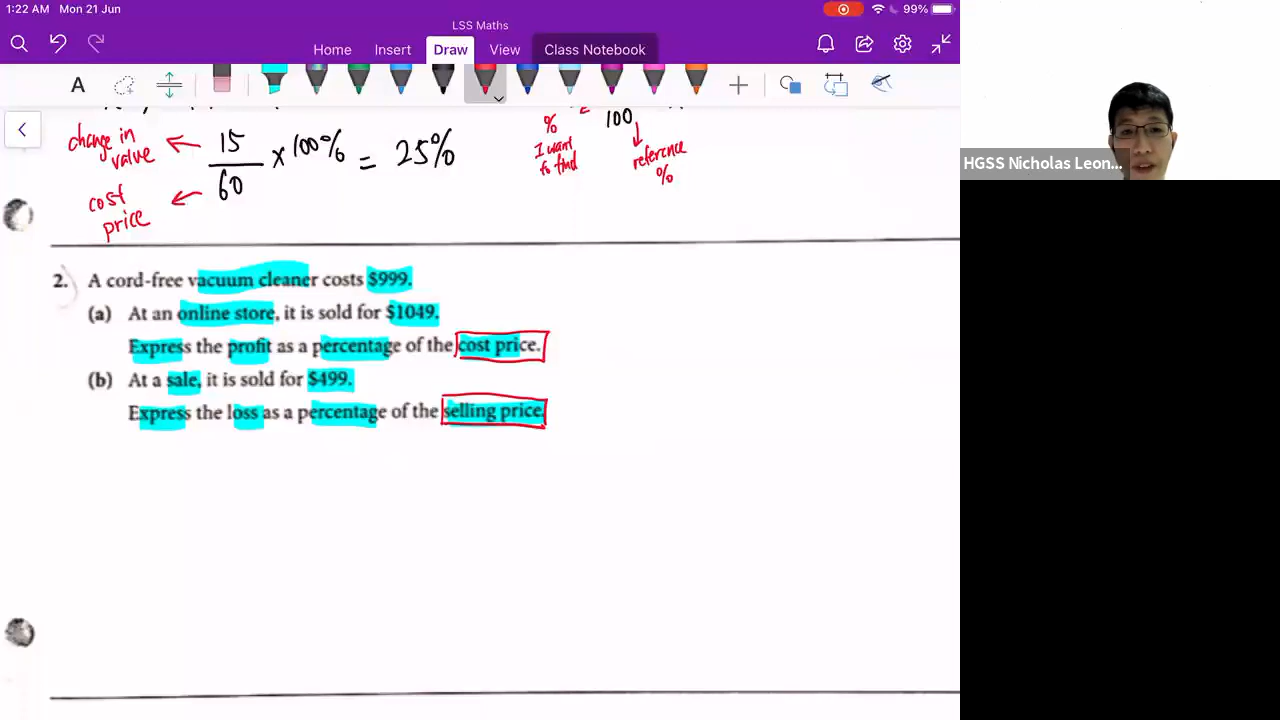 1:22 AM Mon 21 Jun
99%
LSS Maths
Home Insert Draw View Class Notebook
A
change in value
15
60
x 100% = 25%
cost price
% I want to find
100
reference %
HGSS Nicholas Leon...
2. A cord-free vacuum cleaner costs $999.
(a) At an online store, it is sold for $1049.
Express the profit as a percentage of the cost price.
(b) At a sale, it is sold for $499.
Express the loss as a percentage of the selling price.